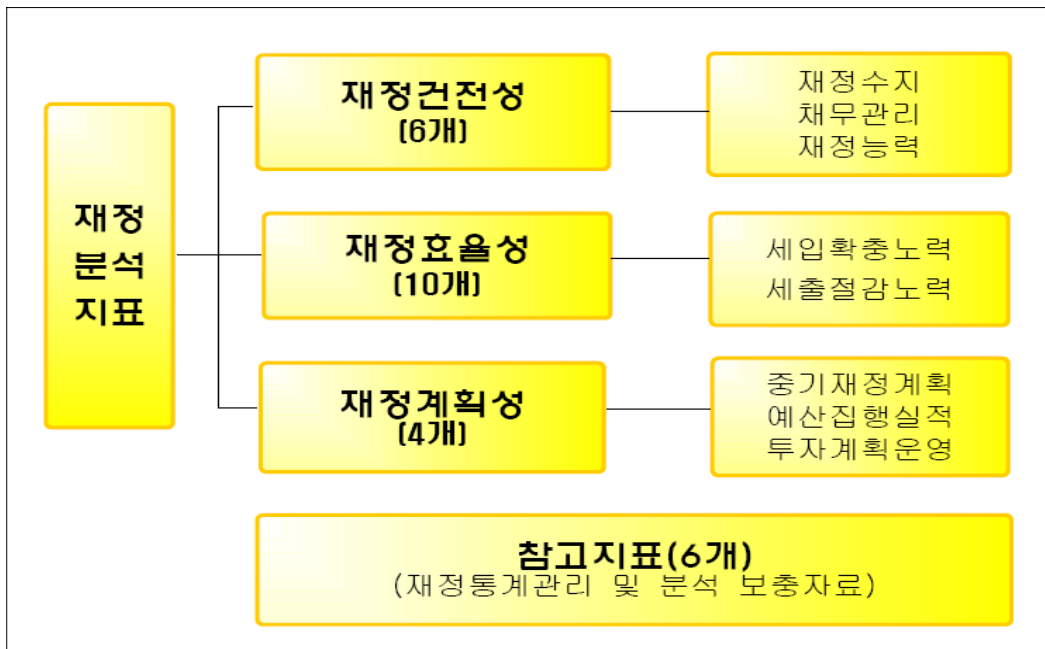 재정
분석
지표
재정건전성
(6개)
재정수지
채무관리
재정능력
재정효율성
(10개)
세입확충노력
세출절감노력
재정계획성
(4개)
중기재정계획
예산집행실적
투자계획운영
참고지표(6개)
(재정통계관리 및 분석 보충자료)